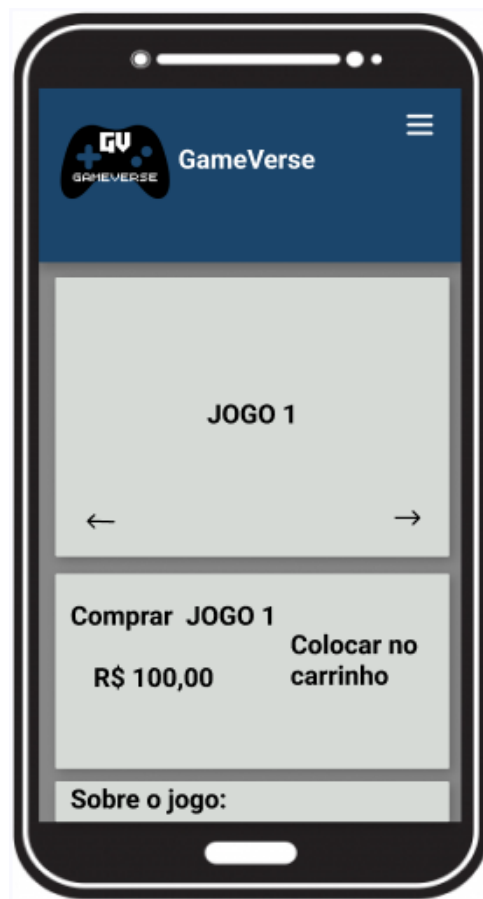 GV
GAMEVERSE
GameVerse
JOGO 1
Comprar JOGO 1
R$ 100,00
Colocar no
carrinho
Sobre o jogo: